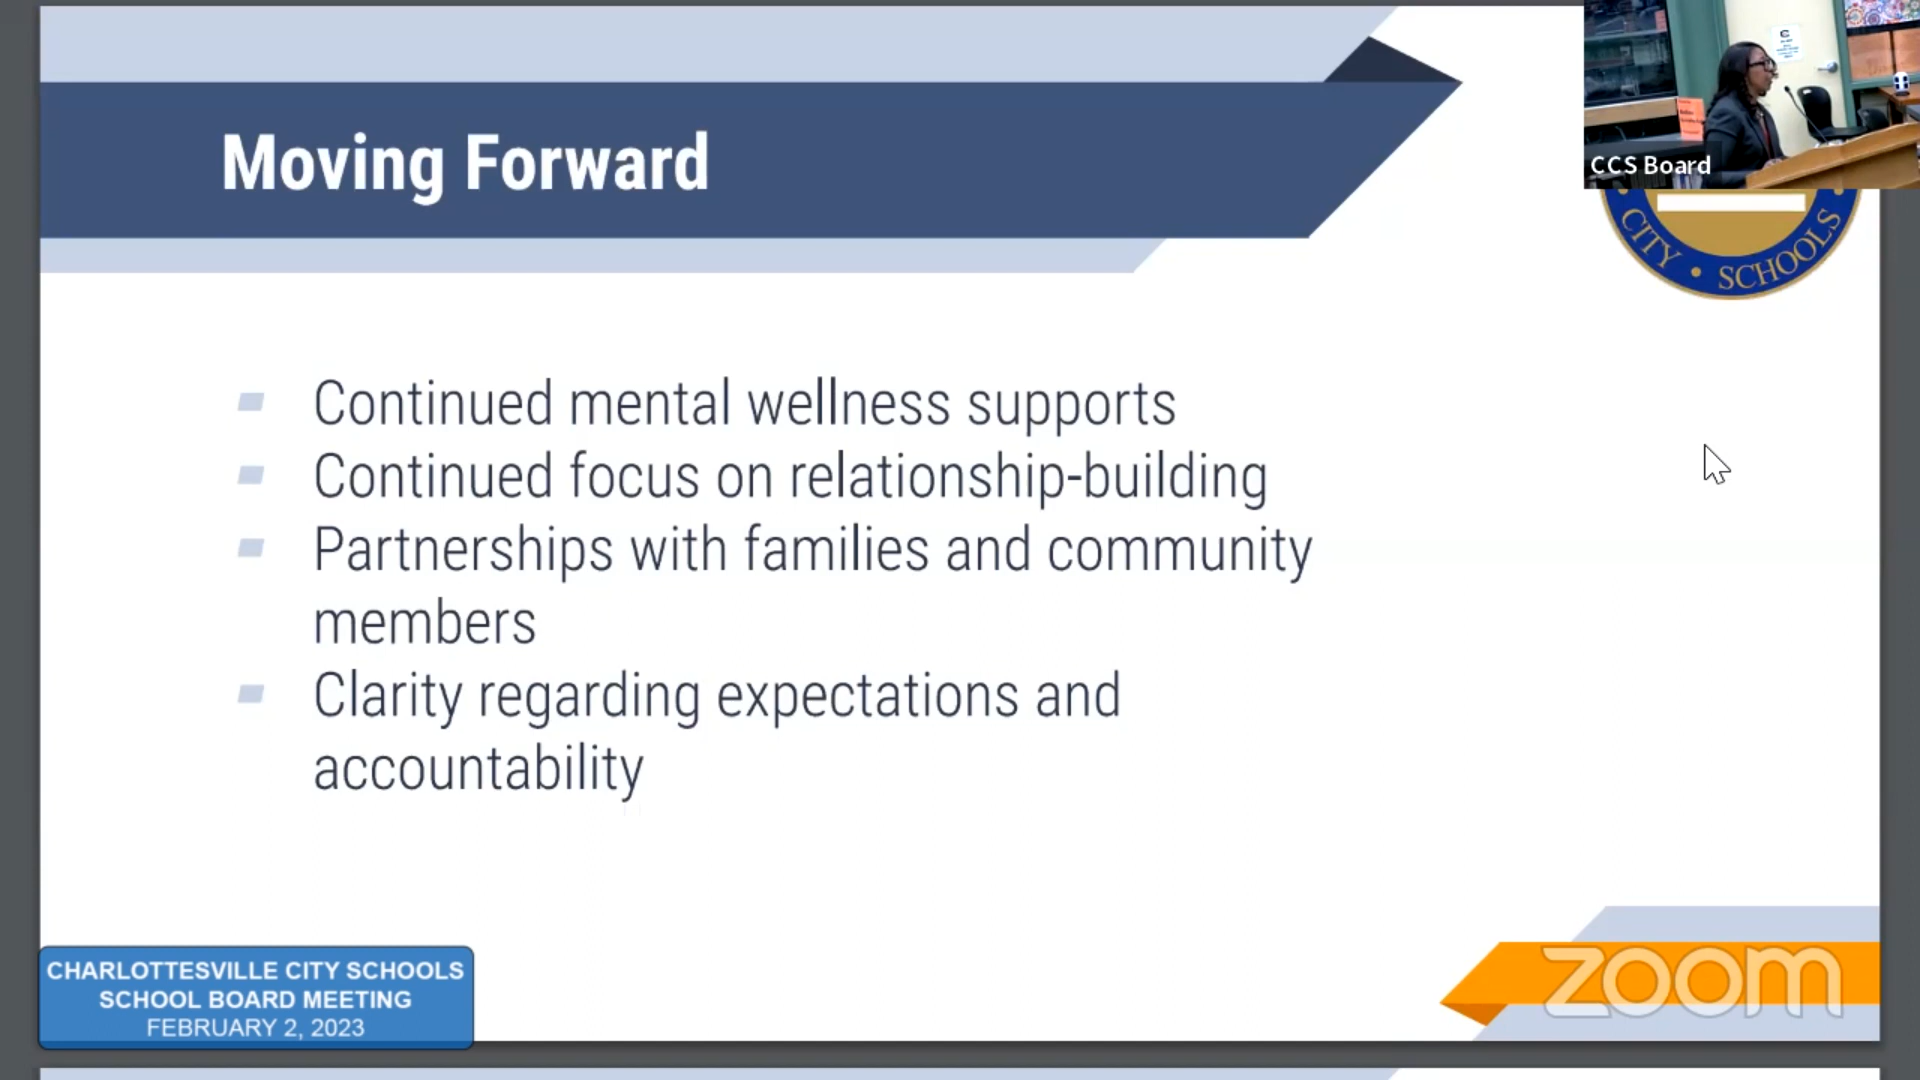 Moving Forward
CCS Board
CITY • SCHOOLS
Continued mental wellness supports
Continued focus on relationship-building
Partnerships with families and community
members
Clarity regarding expectations and
accountability
CHARLOTTESVILLE CITY SCHOOLS
SCHOOL BOARD MEETING
FEBRUARY 2, 2023
zoom